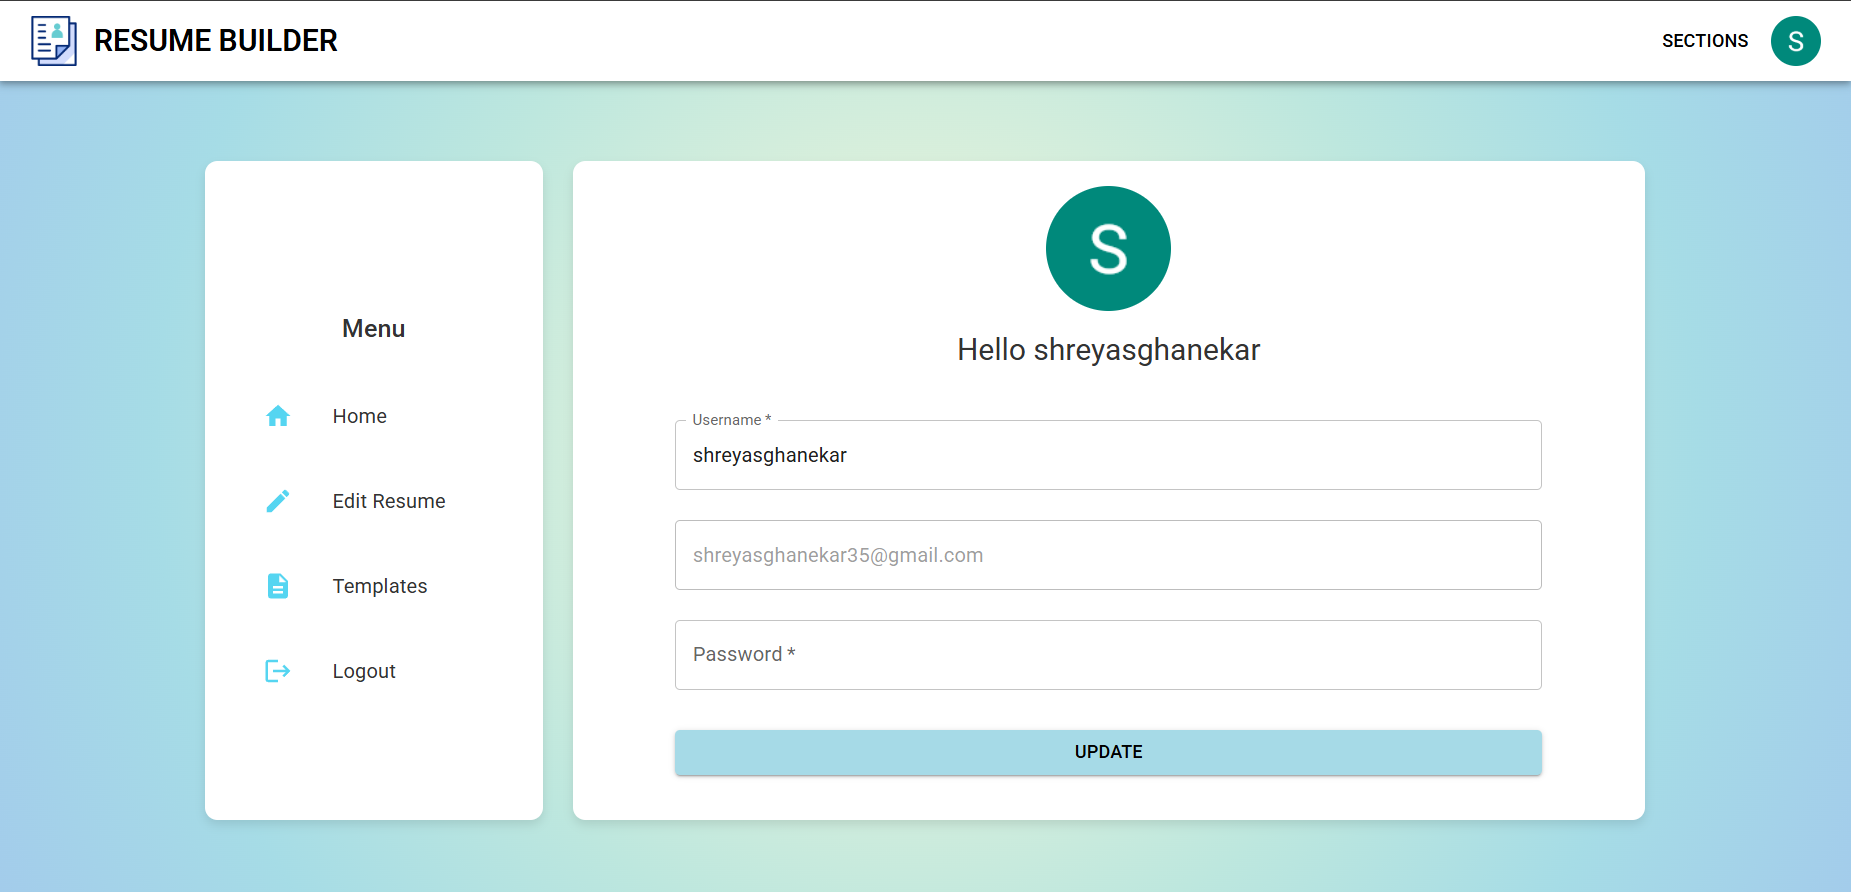 RESUME BUILDER
SECTIONS
S
Menu
Home
Edit Resume
Templates
Logout
S
Hello shreyasghanekar
Username *
shreyasghanekar
shreyasghanekar35@gmail.com
Password *
UPDATE